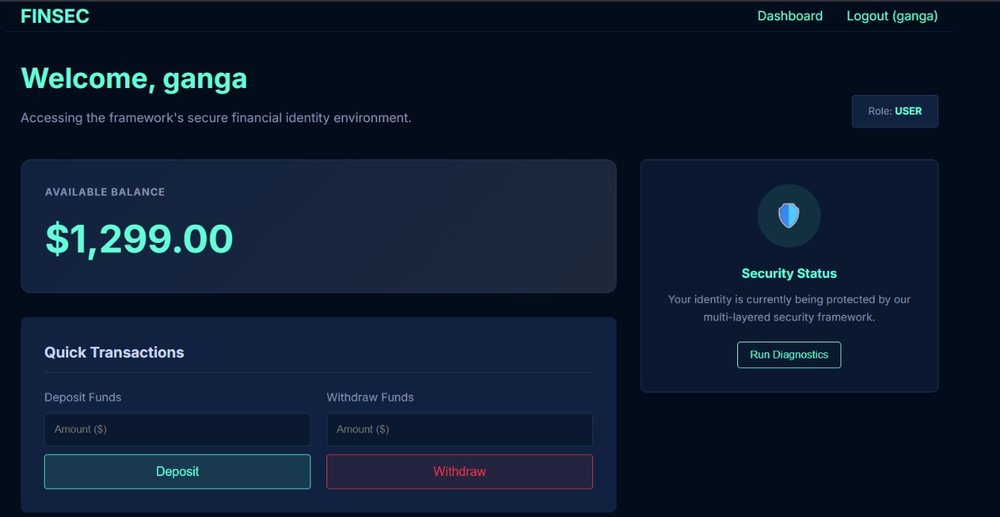 FINSEC
Dashboard
Logout (ganga)
Welcome, ganga
Accessing the framework's secure financial identity environment.
Role: USER
AVAILABLE BALANCE
$1,299.00
Security Status
Your identity is currently being protected by our
multi-layered security framework.
Run Diagnostics
Quick Transactions
Deposit Funds
Withdraw Funds
Amount ($)
Amount ($)
Deposit
Withdraw